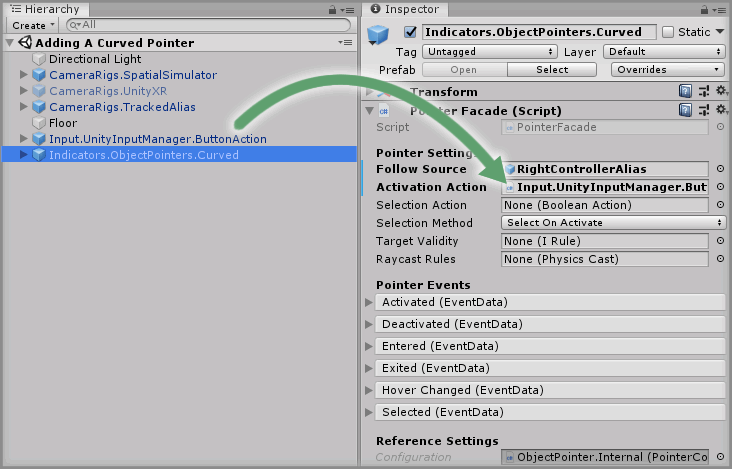 Hierarchy
Create
All
Adding A Curved Pointer
Directional Light
CameraRigs.SpatialSimulator
CameraRigs.UnityXR
CameraRigs.TrackedAlias
Floor
Input.UnityInputManager.ButtonAction
Indicators.ObjectPointers.Curved
Inspector
Indicators.ObjectPointers.Curved Static
Tag Untagged Layer Default
Prefab Open Select Overrides
Transform
Pointer Facade (Script)
Script PointerFacade
Pointer Setting
Follow Source RightControllerAlias
Activation Action Input.UnityInputManager.But
Selection Action None (Boolean Action)
Selection Method Select On Activate
Target Validity None (I Rule)
Raycast Rules None (Physics Cast)
Pointer Events
Activated (EventData)
Deactivated (EventData)
Entered (EventData)
Exited (EventData)
Hover Changed (EventData)
Selected (EventData)
Reference Settings
Configuration ObjectPointer.Internal (PointerCo